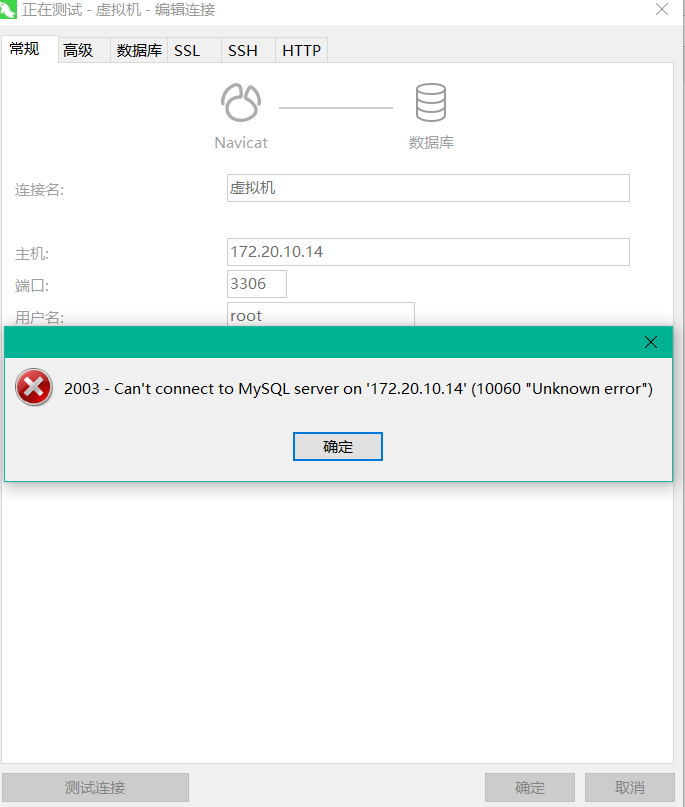 正在测试 - 虚拟机 - 编辑连接
常规 高级 数据库 SSL SSH HTTP
Navicat 数据库
连接名: 虚拟机
主机: 172.20.10.14
端口: 3306
用户名: root
2003 - Can't connect to MySQL server on '172.20.10.14' (10060 "Unknown error")
确定
测试连接 确定 取消